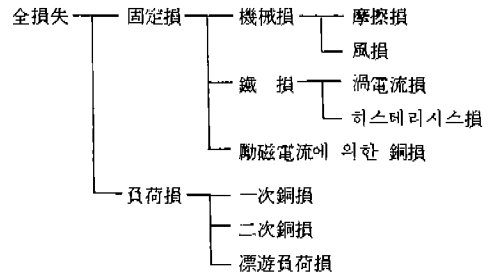 全損失 固定損 機械損 摩擦損
風損
鐵 損 渦電流損
히스테리시스損
勵磁電流에 의한 銅損
負荷損 一次銅損
二次銅損
漂遊負荷損